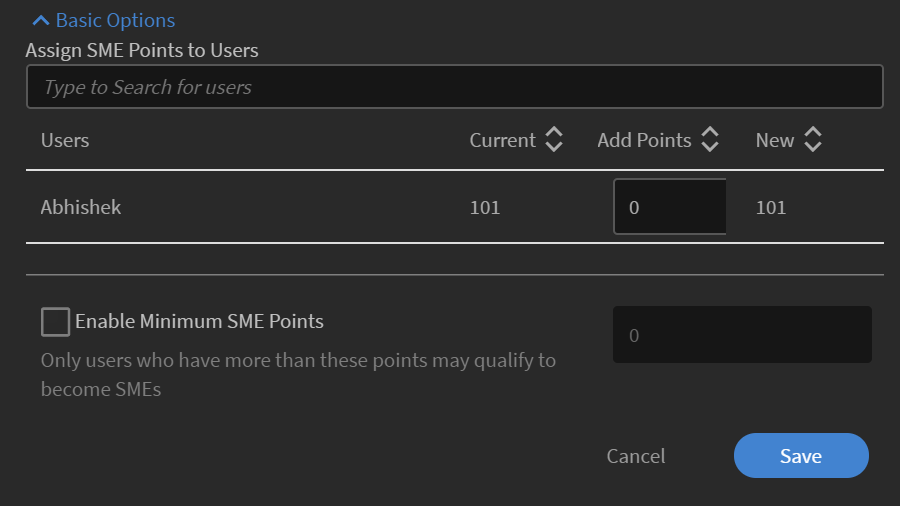 Basic Options
Assign SME Points to Users
Type to Search for users
Users Current Add Points New
Abhishek 101 0 101
Enable Minimum SME Points 0
Only users who have more than these points may qualify to
become SMEs
Cancel Save